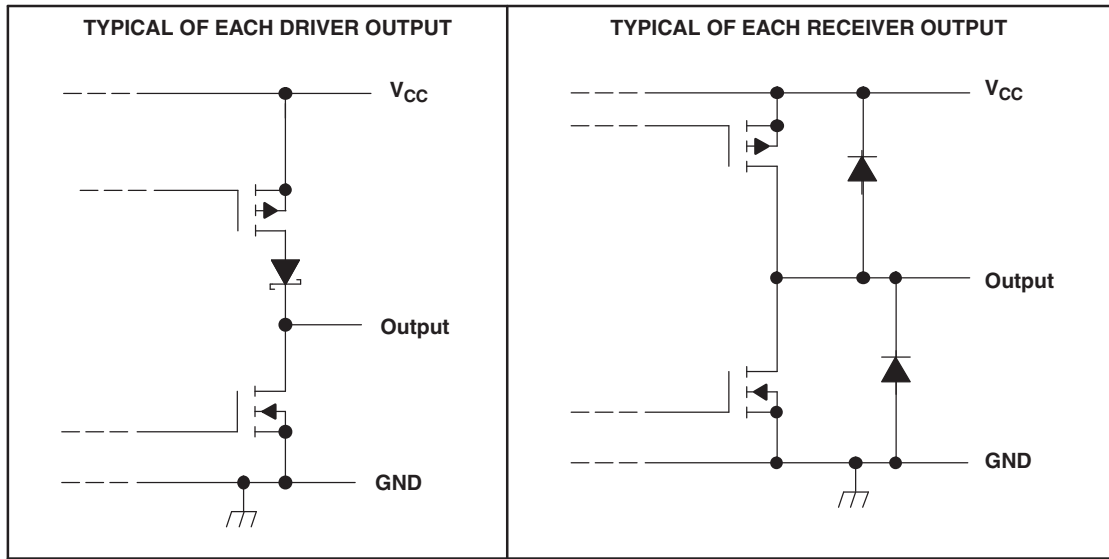 TYPICAL OF EACH DRIVER OUTPUT
VCC
Output
GND
TYPICAL OF EACH RECEIVER OUTPUT
VCC
Output
GND